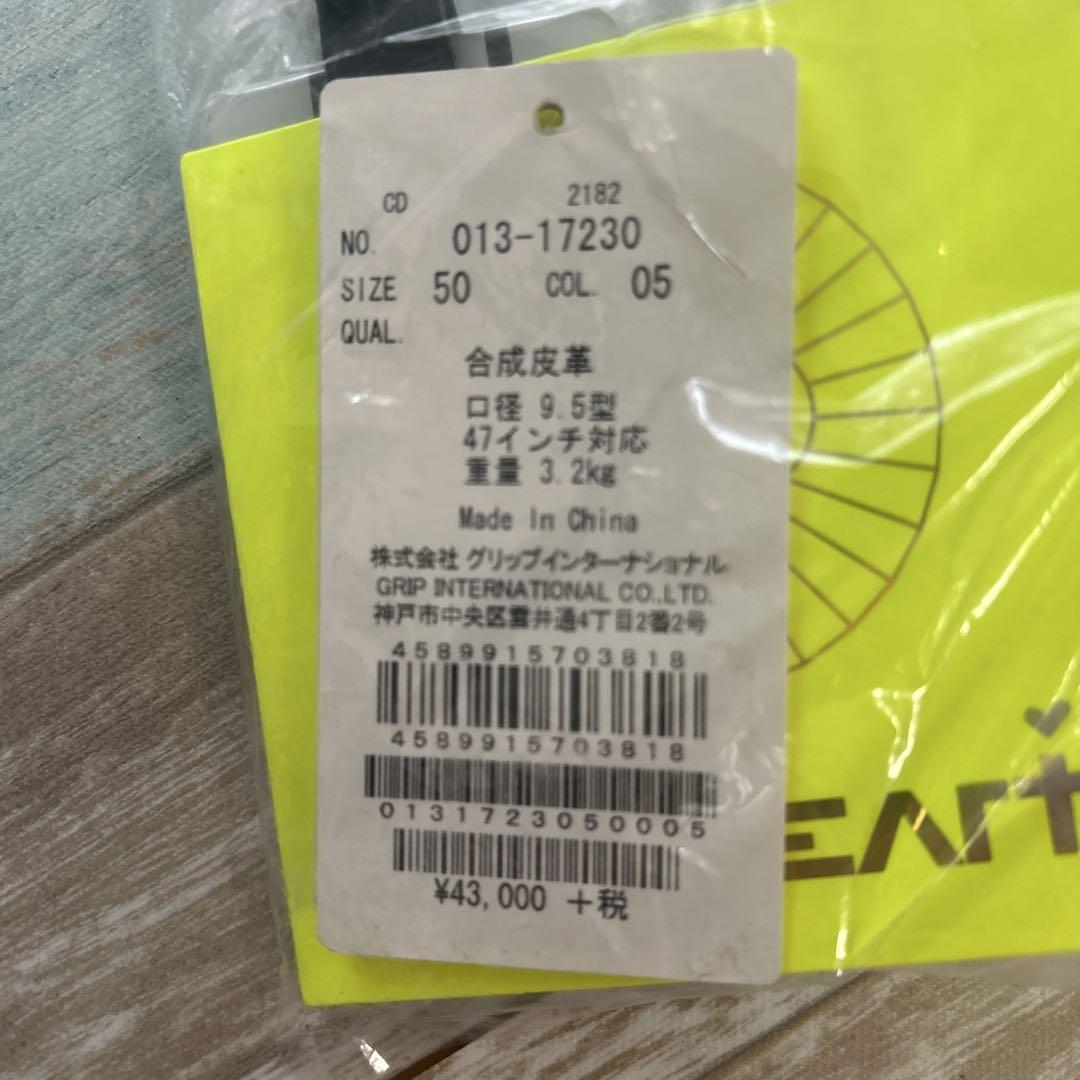 CD 2182
NO. 013-17230
SIZE 50 COL. 05
QUAL.
合成皮革
口径 9.5型
47インチ対応
重量 3.2kg
Made In China
株式会社 グリップインターナショナル
GRIP INTERNATIONAL CO.,LTD.
神戸市中央区雲井通4丁目2番2号
4589915703818
4589915703818
0131723050005
¥43,000 +税